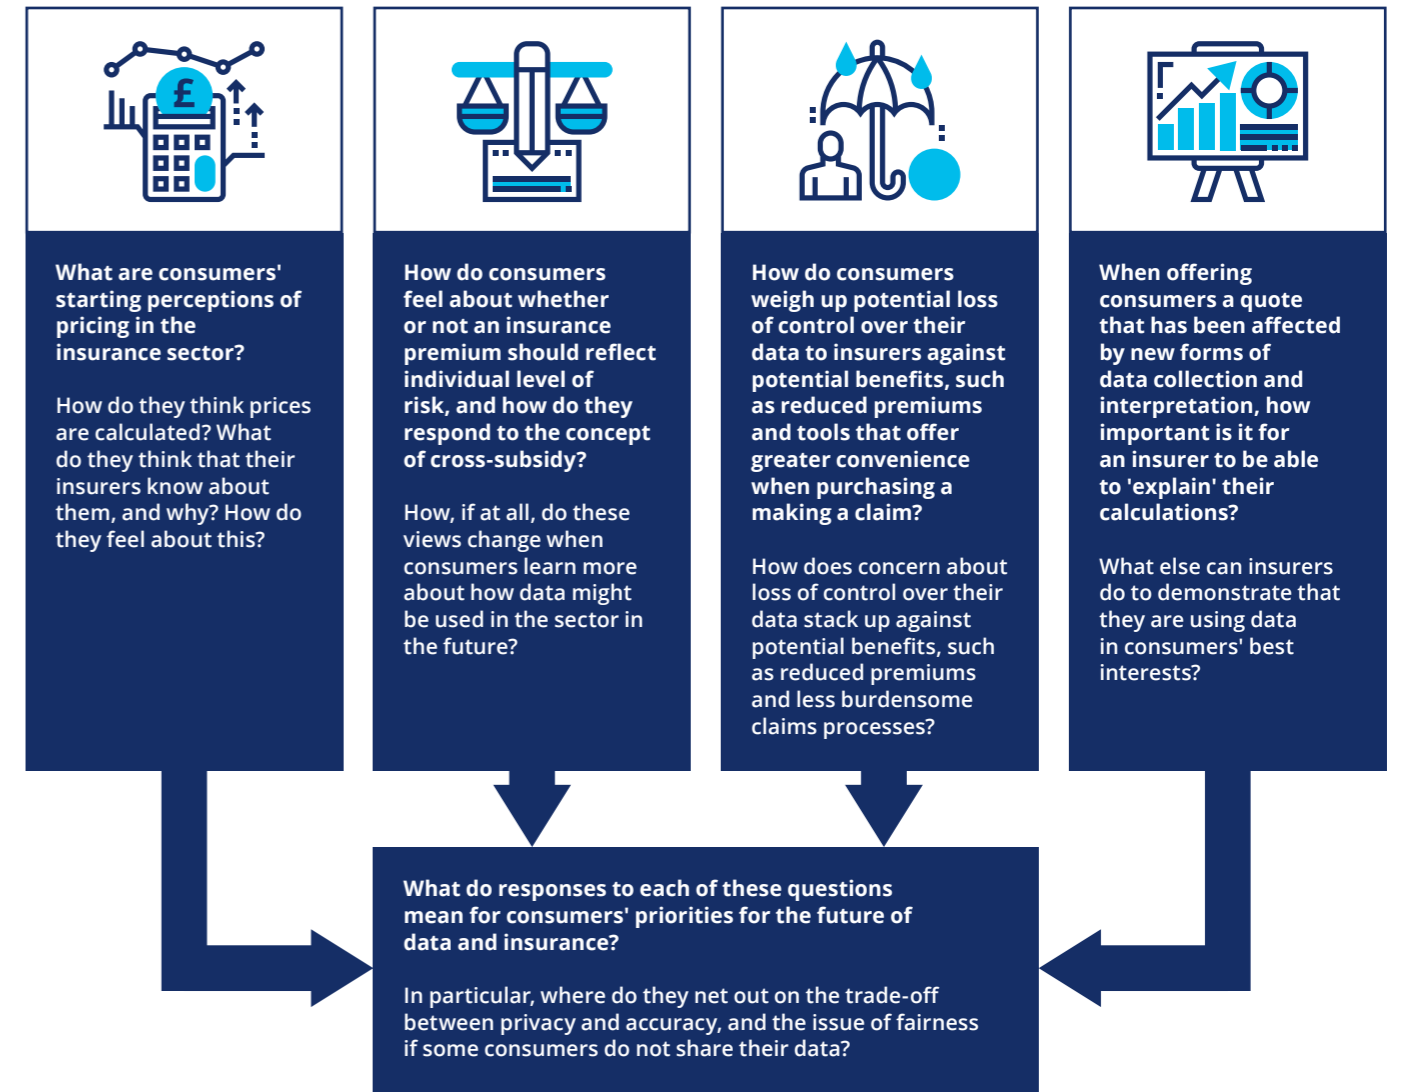 £
What are consumers'
starting perceptions of
pricing in the
insurance sector?
How do they think prices
are calculated? What
do they think that their
insurers know about
them, and why? How do
they feel about this?
How do consumers
feel about whether
or not an insurance
premium should reflect
individual level of
risk, and how do they
respond to the concept
of cross-subsidy?
How, if at all, do these
views change when
consumers learn more
about how data might
be used in the sector in
the future?
How do consumers
weigh up potential loss
of control over their
data to insurers against
potential benefits, such
as reduced premiums
and tools that offer
greater convenience
when purchasing a
making a claim?
How does concern about
loss of control over their
data stack up against
potential benefits, such
as reduced premiums
and less burdensome
claims processes?
When offering
consumers a quote
that has been affected
by new forms of
data collection and
interpretation, how
important is it for
an insurer to be able
to 'explain' their
calculations?
What else can insurers
do to demonstrate that
they are using data
in consumers' best
interests?
What do responses to each of these questions
mean for consumers' priorities for the future of
data and insurance?
In particular, where do they net out on the trade-off
between privacy and accuracy, and the issue of fairness
if some consumers do not share their data?